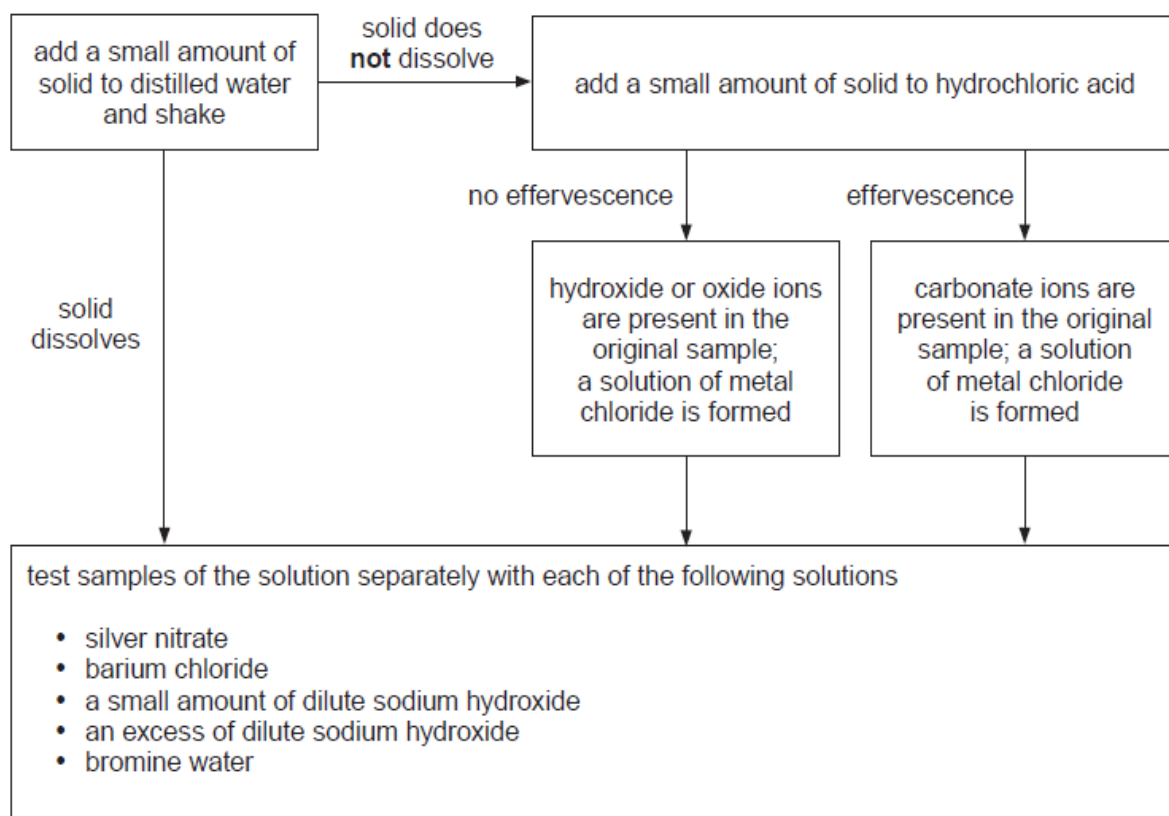 add a small amount of
solid to distilled water
and shake
solid does
not dissolve
add a small amount of solid to hydrochloric acid
no effervescence
effervescence
solid
dissolves
hydroxide or oxide ions
are present in the
original sample;
a solution of metal
chloride is formed
carbonate ions are
present in the original
sample; a solution
of metal chloride
is formed
test samples of the solution separately with each of the following solutions
• silver nitrate
• barium chloride
• a small amount of dilute sodium hydroxide
• an excess of dilute sodium hydroxide
• bromine water